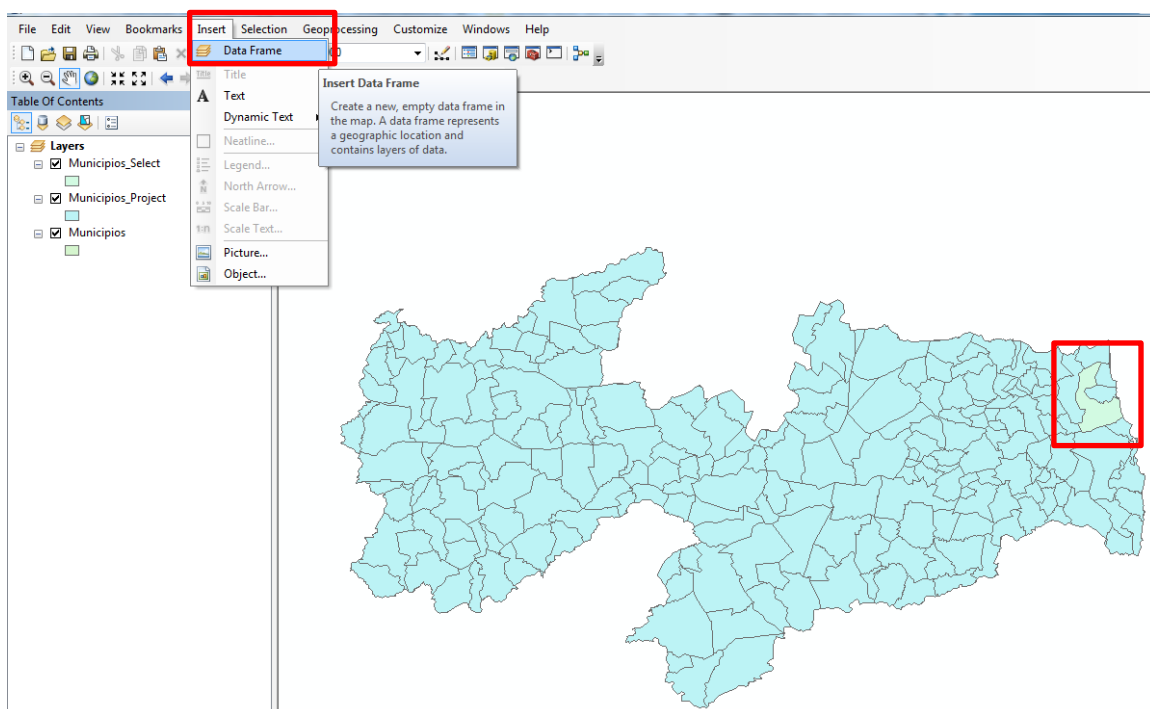 File Edit View Bookmarks Insert Selection Geoprocessing Customize Windows Help
Data Frame
Title Title
A Text
Dynamic Text
Neatline...
Legend...
N North Arrow...
Scale Bar...
1:n Scale Text...
Picture...
Object...
Insert Data Frame
Create a new, empty data frame in
the map. A data frame represents
a geographic location and
contains layers of data.
Table Of Contents
Layers
Municipios_Select
Municipios_Project
Municipios